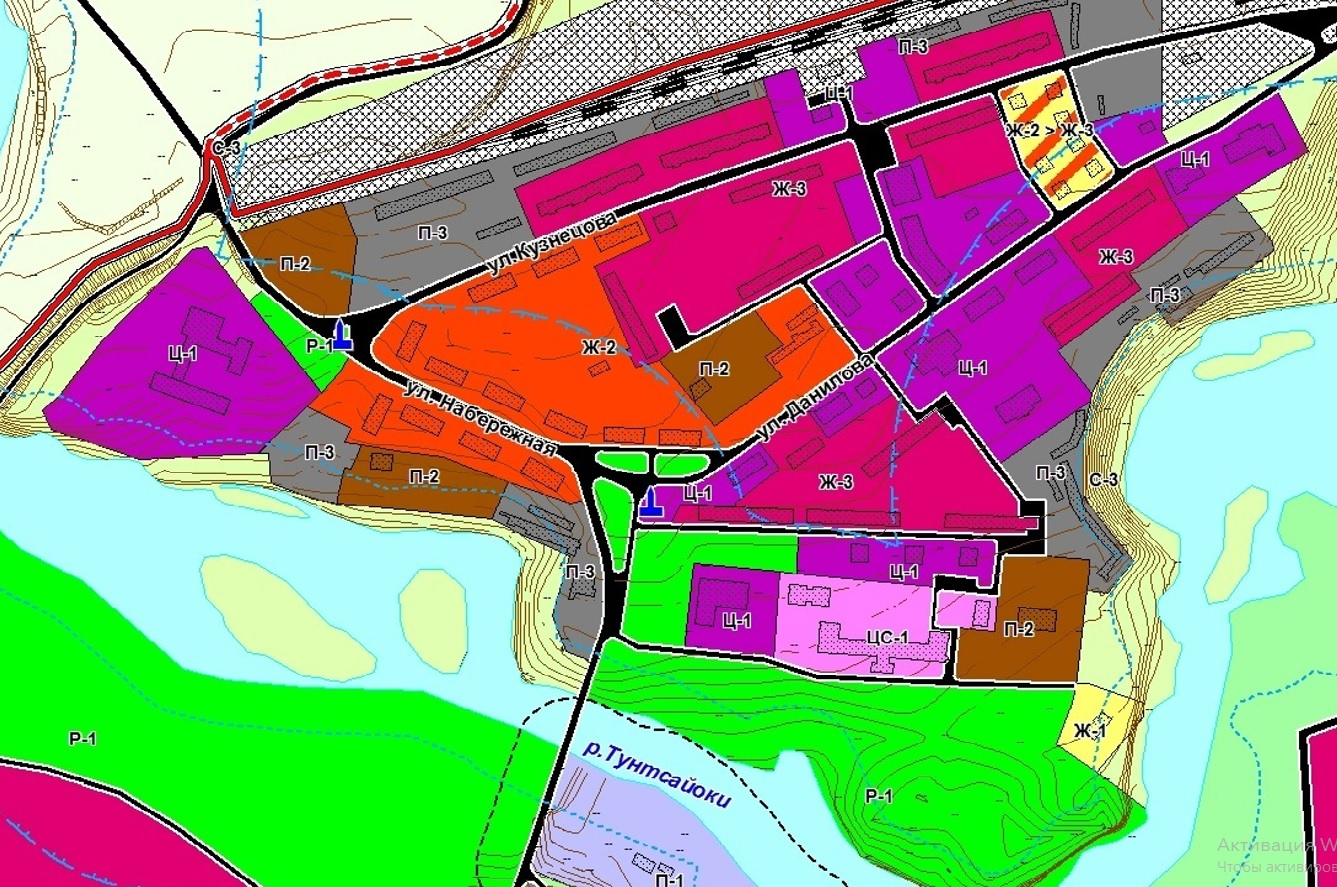 П-3
Ц-1
Ж-2 > Ж-3
С-3
Ц-1
Ж-3
ул.Кузнецова
П-3
П-2
Ж-3
П-3
Р-1
Ж-2
Ц-1
П-2
Ц-1
ул. Данилова
ул. Набережная
П-3
П-2
П-3
С-3
Ж-3
Ц-1
П-3
Ц-1
Ц-1
ЦС-1
П-2
Р-1
Ж-1
р.Тунтсайоки
Р-1
П-1
Активация W
Чтобы активиров